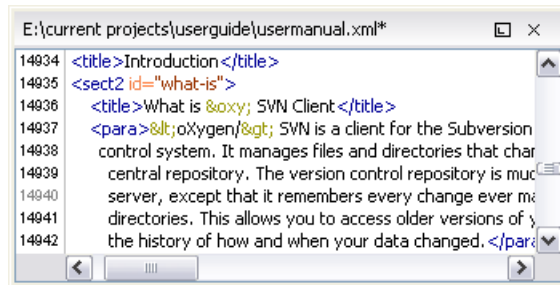 E:\current projects\userguide\usermanual.xml*
14934 <title>Introduction</title>
14935 <sect2 id="what-is">
14936 <title>What is &oxy; SVN Client</title>
14937 <para>&lt;oXygen/&gt; SVN is a client for the Subversion
14938 control system. It manages files and directories that
14939 central repository. The version control repository is
14940 server, except that it remembers every change ever
14941 directories. This allows you to access older versions of
14942 the history of how and when your data changed.</para